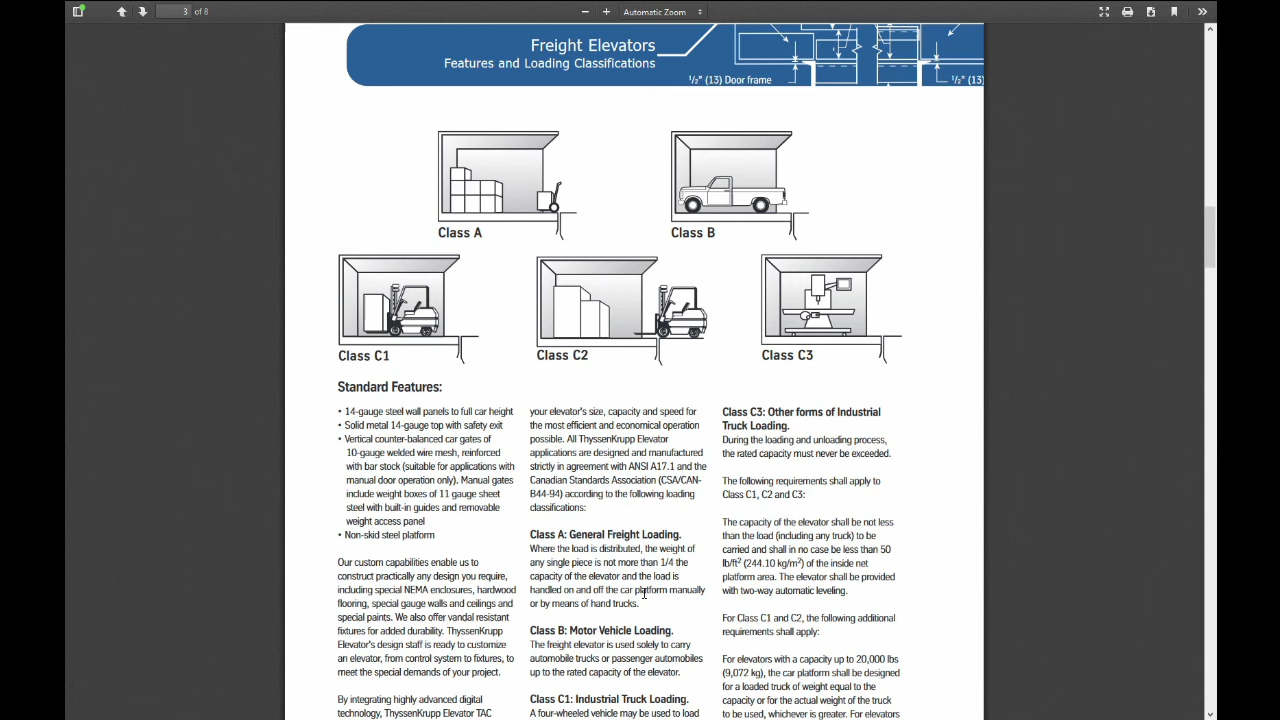 3 of 8
Automatic Zoom
Freight Elevators
Features and Loading Classifications
1/2" (13) Door frame
1/2" (13)
Class A
Class B
Class C1
Class C2
Class C3
Standard Features:
• 14-gauge steel wall panels to full car height
• Solid metal 14-gauge top with safety exit
• Vertical counter-balanced car gates of
10-gauge welded wire mesh, reinforced
with bar stock (suitable for applications with
manual door operation only). Manual gates
include weight boxes of 11 gauge sheet
steel with built-in guides and removable
weight access panel
• Non-skid steel platform
Our custom capabilities enable us to
construct practically any design you require,
including special NEMA enclosures, hardwood
flooring, special gauge walls and ceilings and
special paints. We also offer vandal resistant
fixtures for added durability. ThyssenKrupp
Elevator's design staff is ready to customize
an elevator, from control system to fixtures, to
meet the special demands of your project.
By integrating highly advanced digital
technology, ThyssenKrupp Elevator TAC
your elevator's size, capacity and speed for
the most efficient and economical operation
possible. All ThyssenKrupp Elevator
applications are designed and manufactured
strictly in agreement with ANSI A17.1 and the
Canadian Standards Association (CSA/CAN-
B44-94) according to the following loading
classifications:
Class A: General Freight Loading.
Where the load is distributed, the weight of
any single piece is not more than 1/4 the
capacity of the elevator and the load is
handled on and off the car platform manually
or by means of hand trucks.
Class B: Motor Vehicle Loading.
The freight elevator is used solely to carry
automobile trucks or passenger automobiles
up to the rated capacity of the elevator.
Class C1: Industrial Truck Loading.
A four-wheeled vehicle may be used to load
Class C3: Other forms of Industrial
Truck Loading.
During the loading and unloading process,
the rated capacity must never be exceeded.
The following requirements shall apply to
Class C1, C2 and C3:
The capacity of the elevator shall be not less
than the load (including any truck) to be
carried and shall in no case be less than 50
lb/ft² (244.10 kg/m²) of the inside net
platform area. The elevator shall be provided
with two-way automatic leveling.
For Class C1 and C2, the following additional
requirements shall apply:
For elevators with a capacity up to 20,000 lbs
(9,072 kg), the car platform shall be designed
for a loaded truck of weight equal to the
capacity or for the actual weight of the truck
to be used, whichever is greater. For elevators